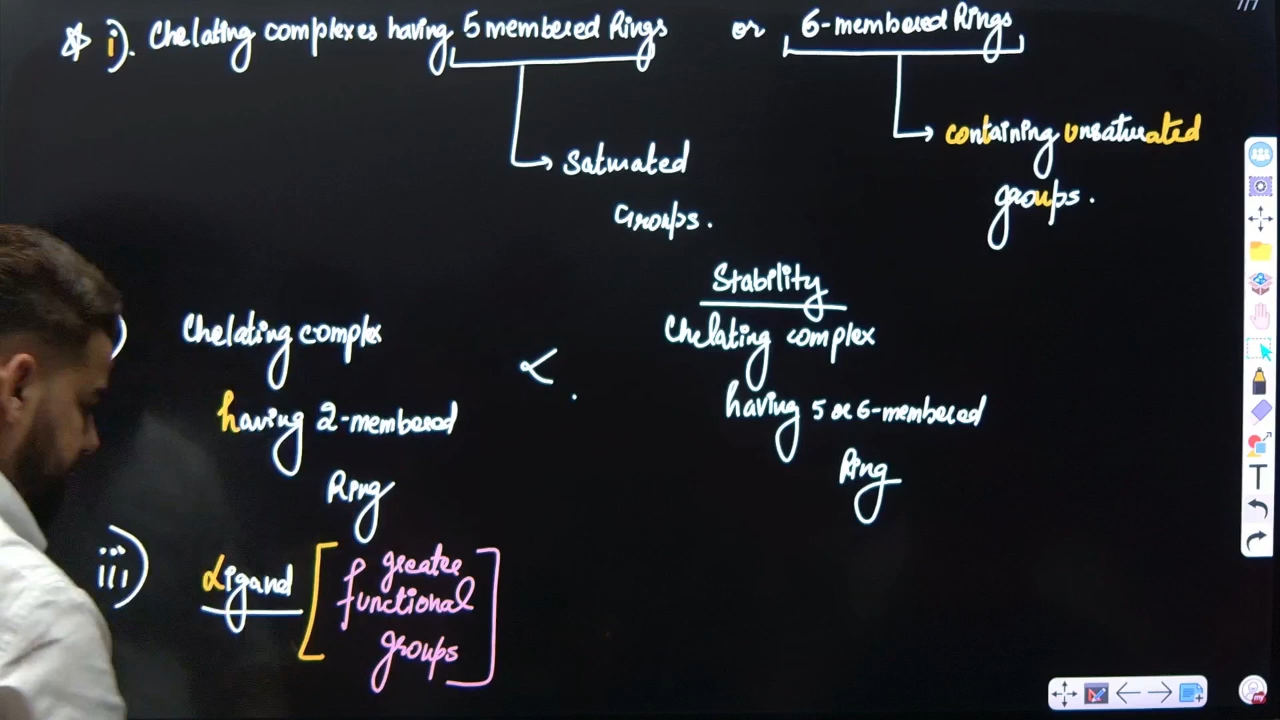 i). Chelating complexes having 5 membered Rings or 6-membered Rings
containing unsaturated
groups.
saturated
Groups.
Stability
Chelating complex
having 2-membered
Ring
<
Chelating complex
having 5 or 6-membered
Ring
iii) Ligand [greater
functional
groups]
T